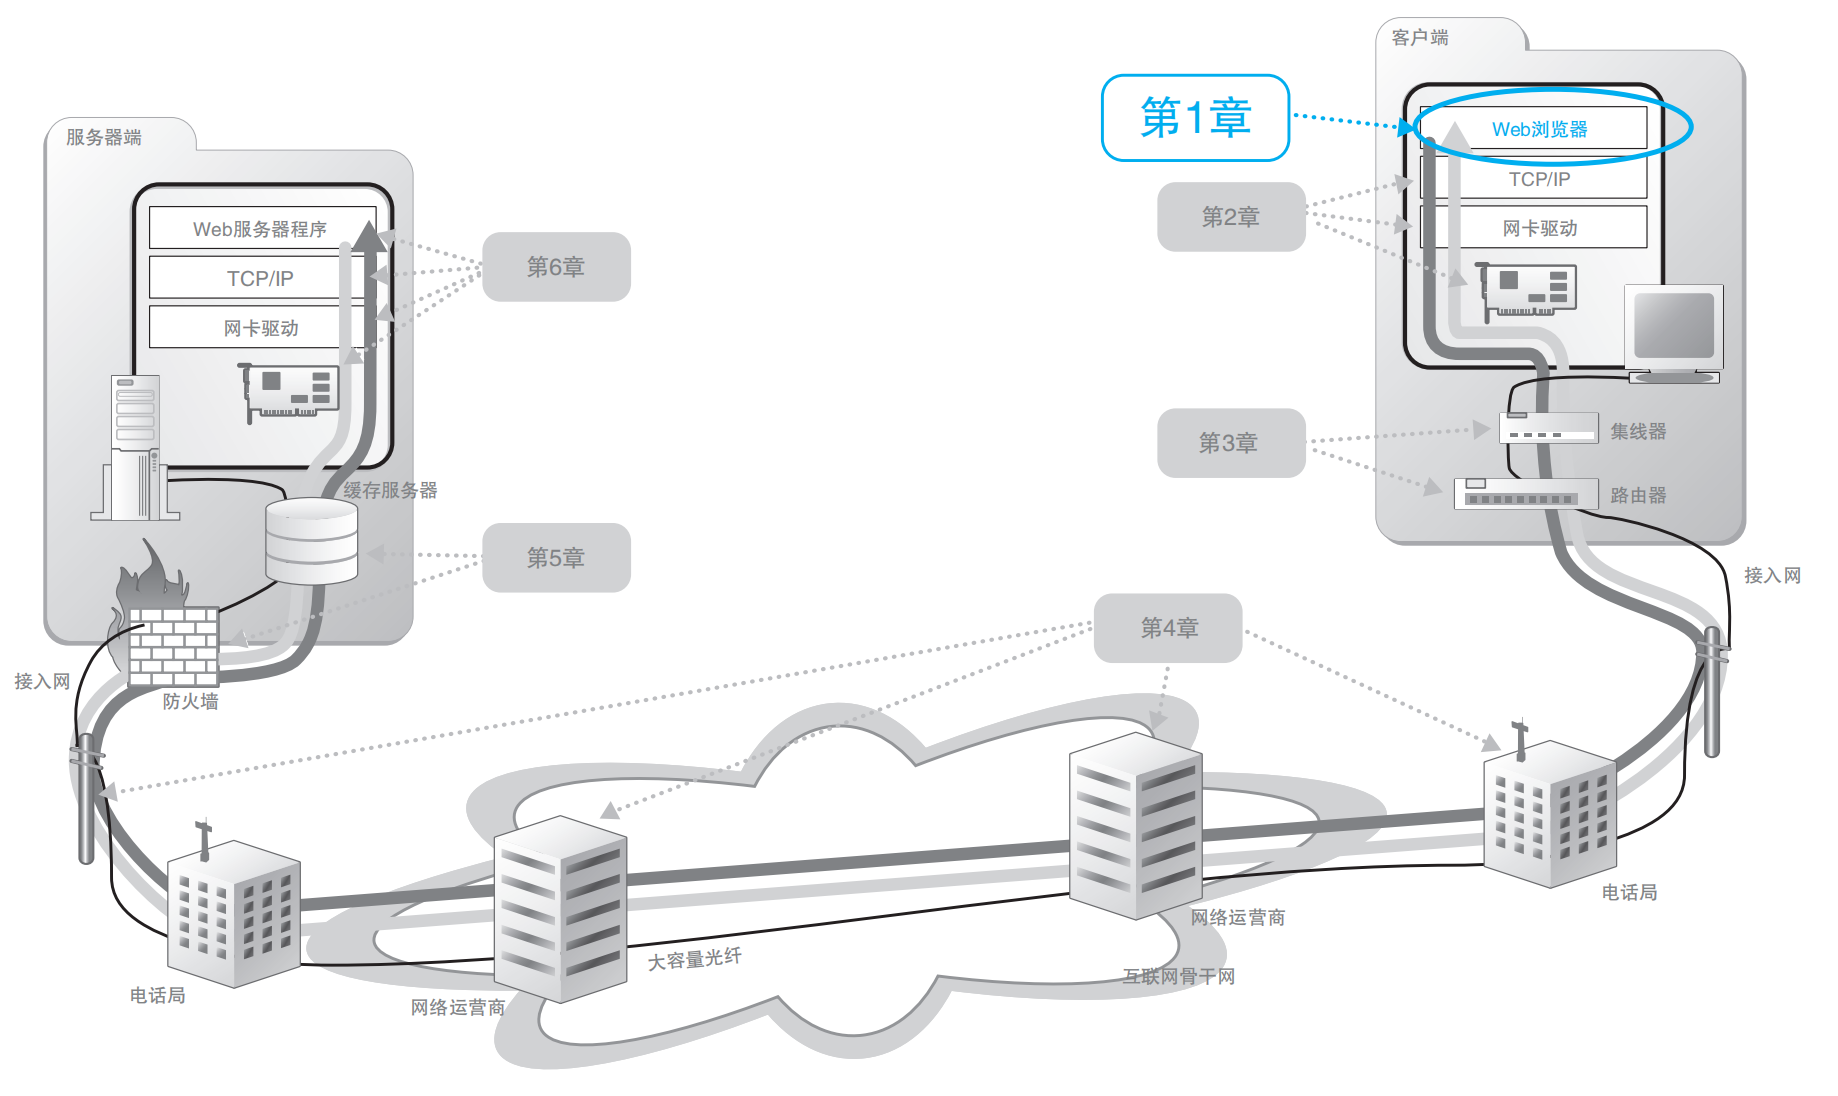 客户端
第1章
Web浏览器
服务器端
TCP/IP
第2章
网卡驱动
Web服务器程序
第6章
TCP/IP
网卡驱动
第3章
集线器
缓存服务器
路由器
第5章
接入网
第4章
接入网
防火墙
电话局
网络运营商
大容量光纤
互联网骨干网
电话局
网络运营商